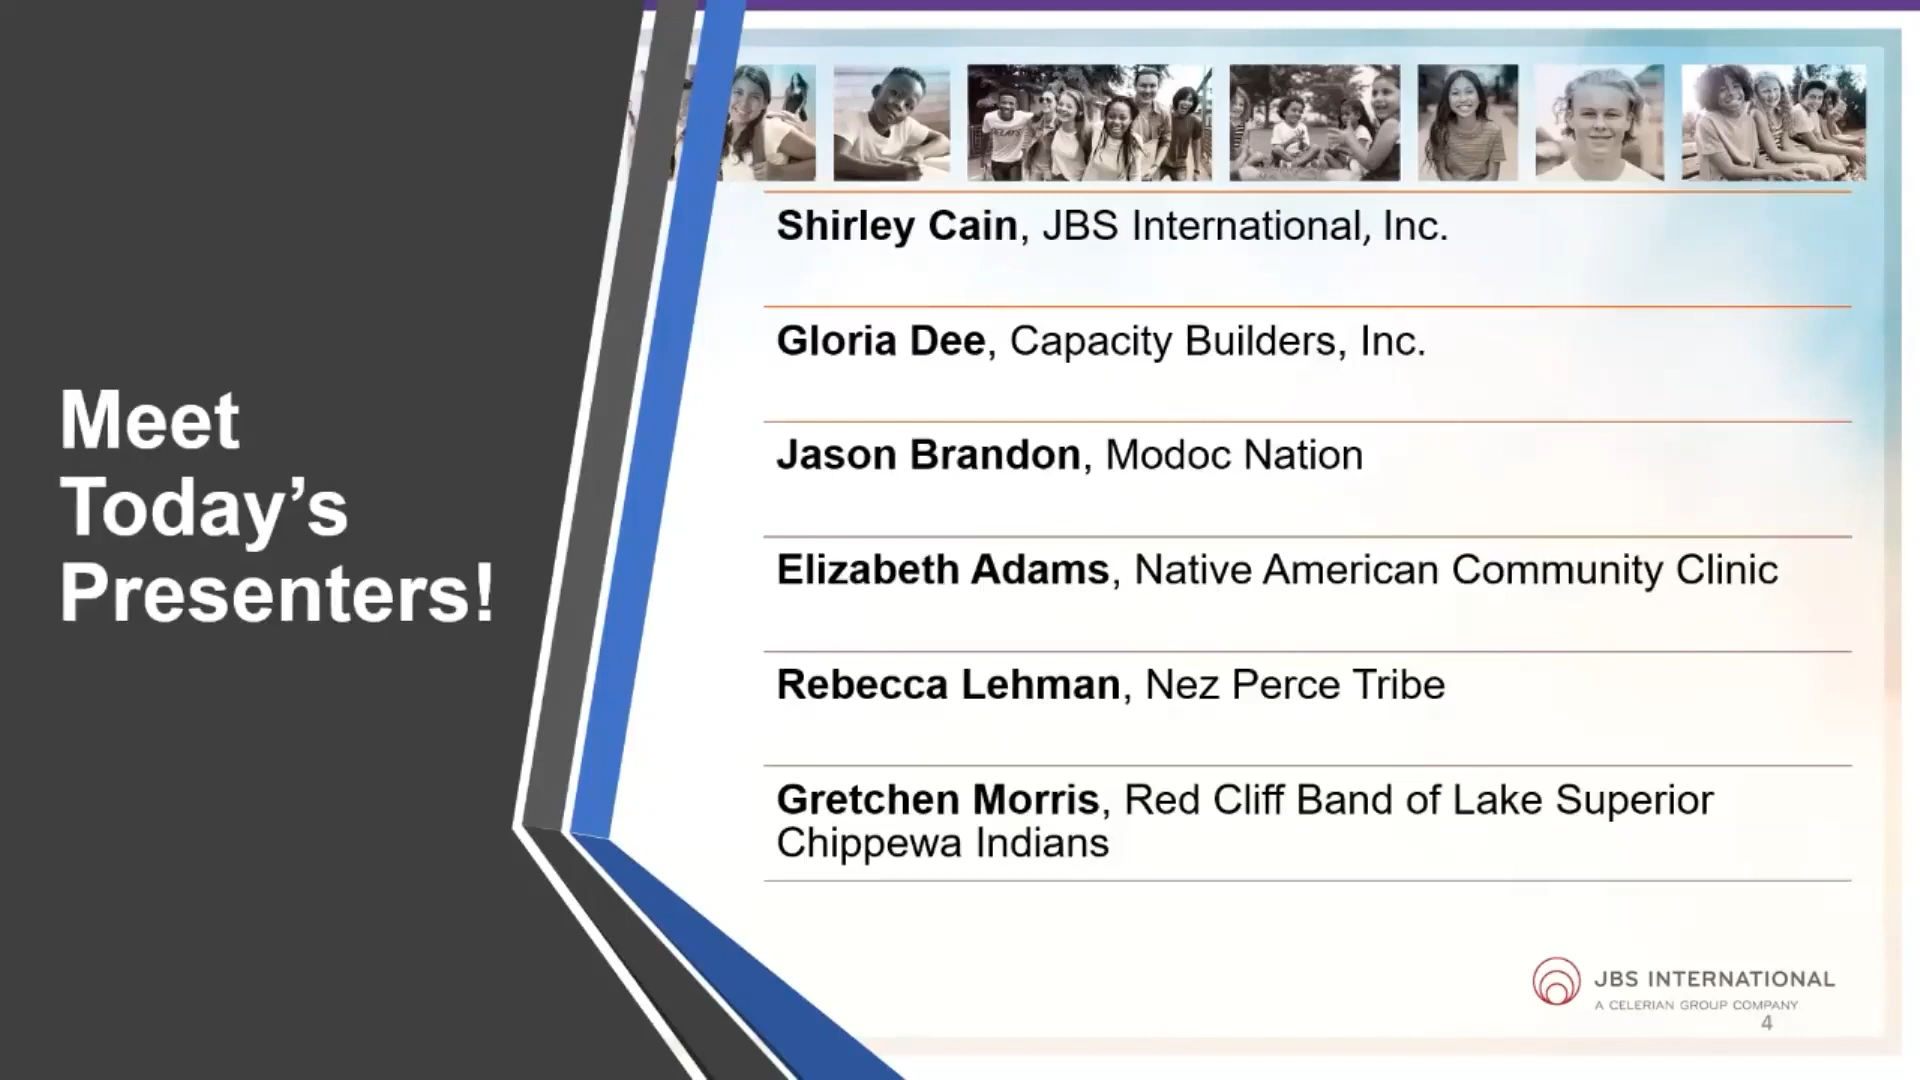 Meet
Today's
Presenters!
Shirley Cain, JBS International, Inc.
Gloria Dee, Capacity Builders, Inc.
Jason Brandon, Modoc Nation
Elizabeth Adams, Native American Community Clinic
Rebecca Lehman, Nez Perce Tribe
Gretchen Morris, Red Cliff Band of Lake Superior
Chippewa Indians
JBS INTERNATIONAL
A CELERIAN GROUP COMPANY
4